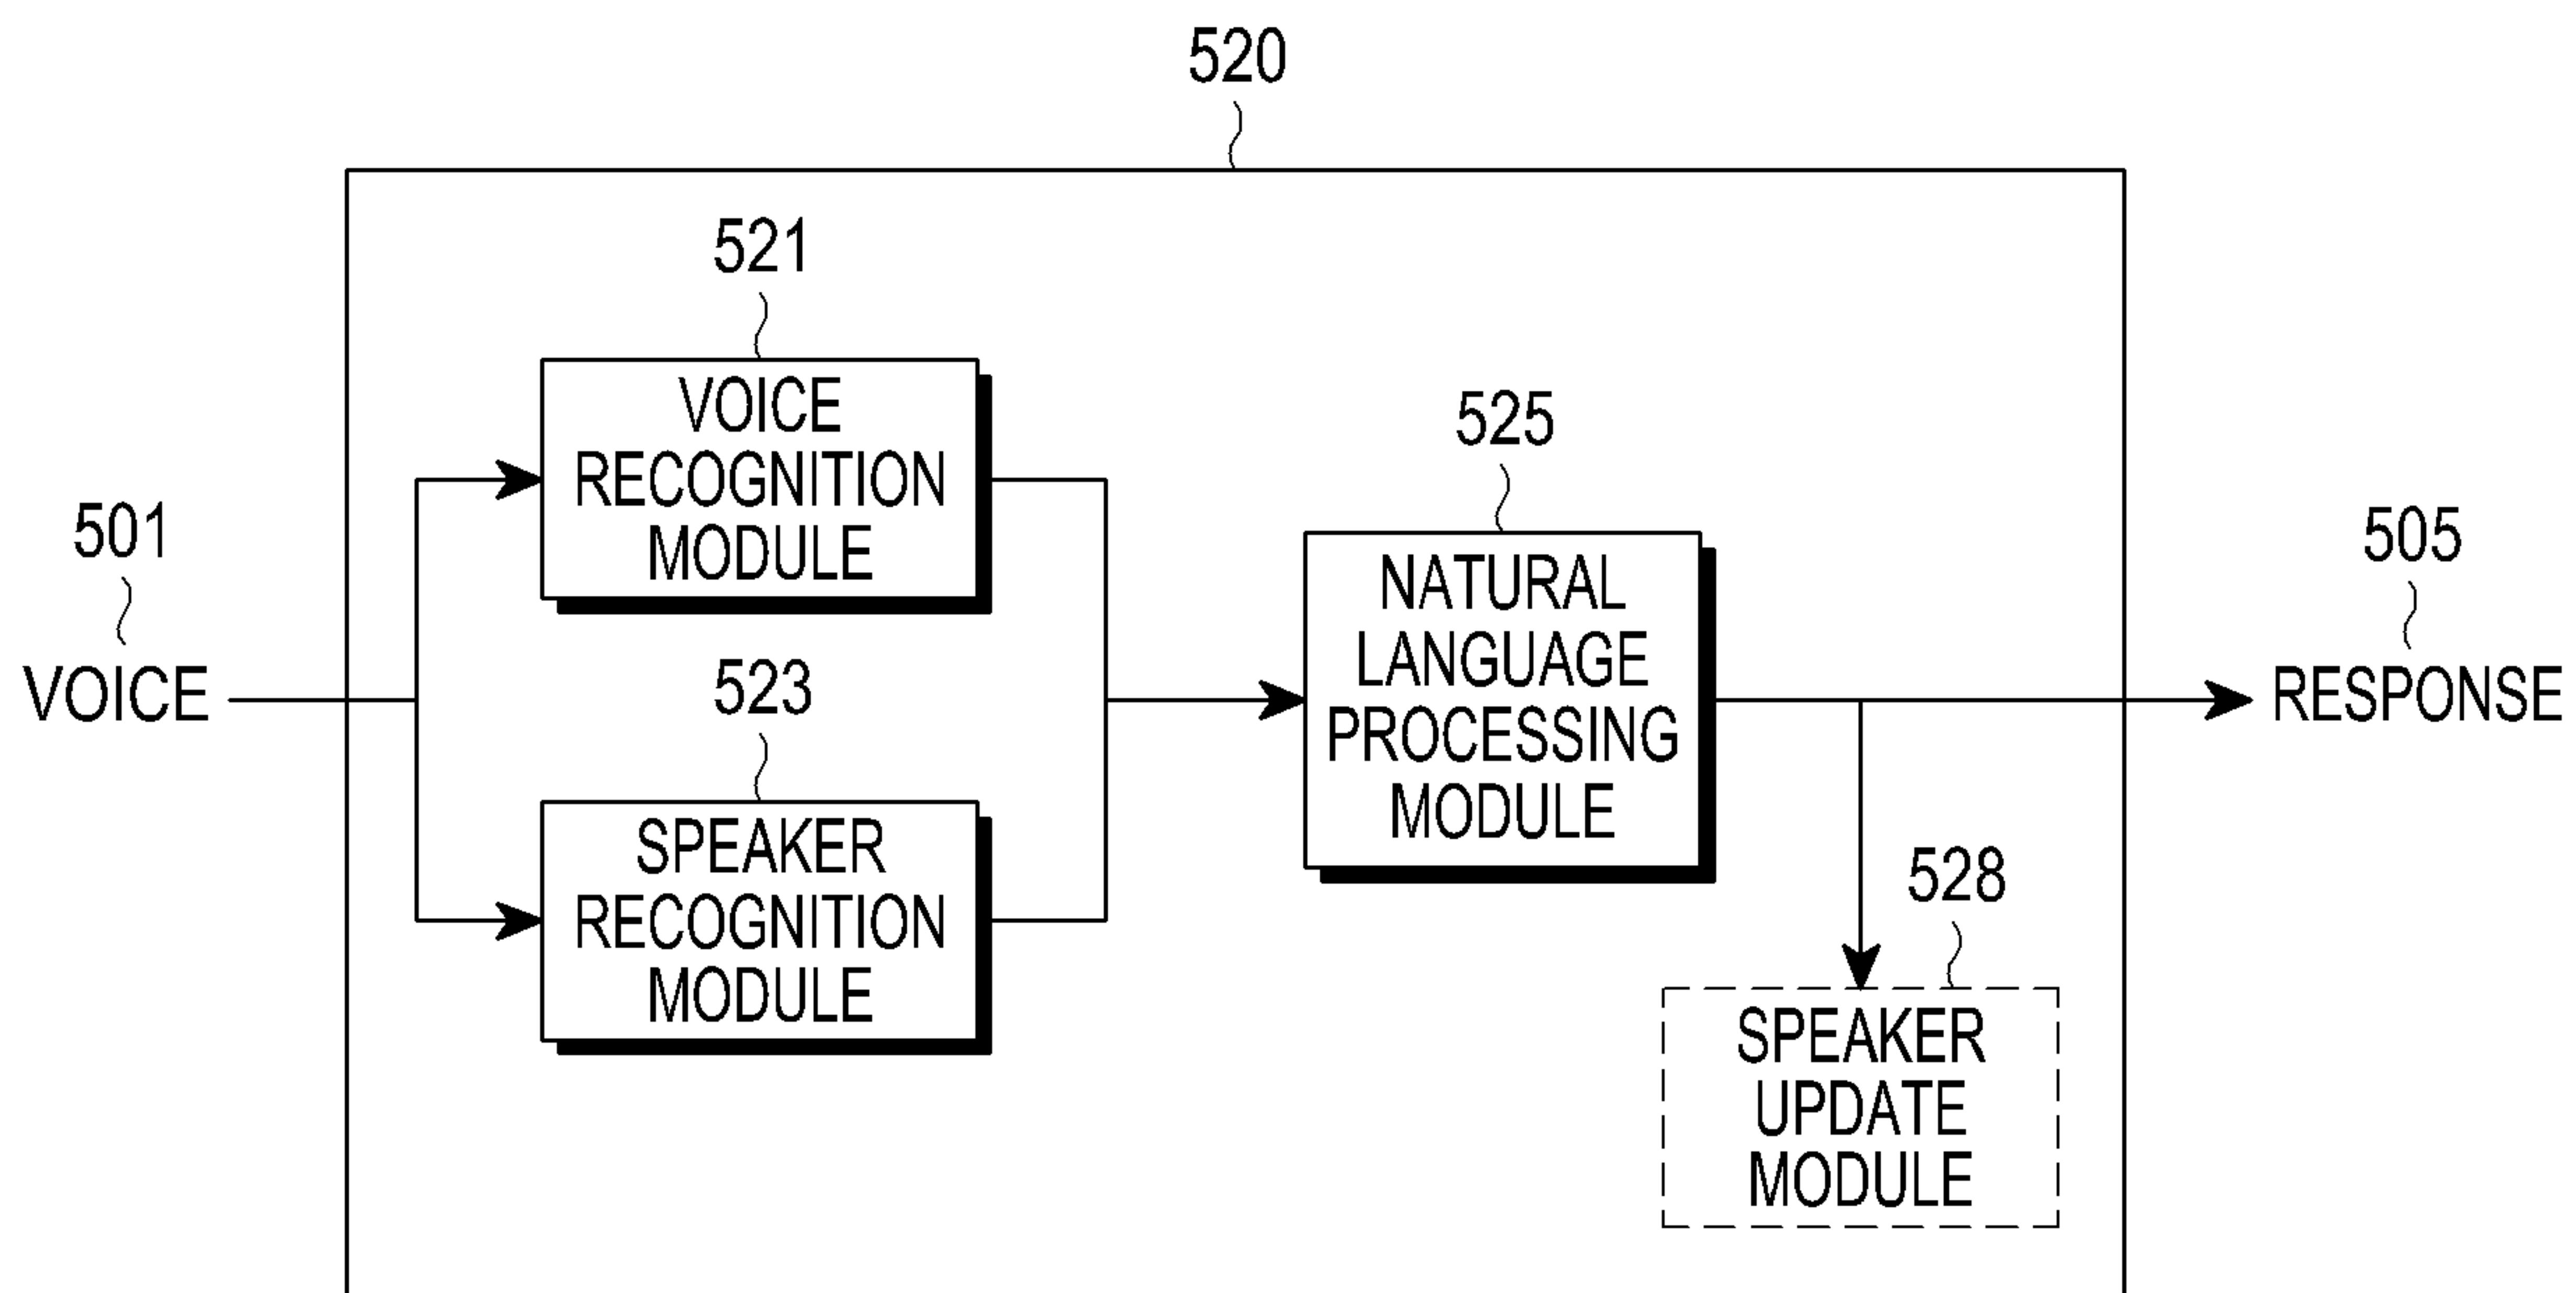 520
521
VOICE
RECOGNITION
MODULE
525
501
VOICE
523
SPEAKER
RECOGNITION
MODULE
NATURAL
LANGUAGE
PROCESSING
MODULE
505
RESPONSE
528
SPEAKER
UPDATE
MODULE